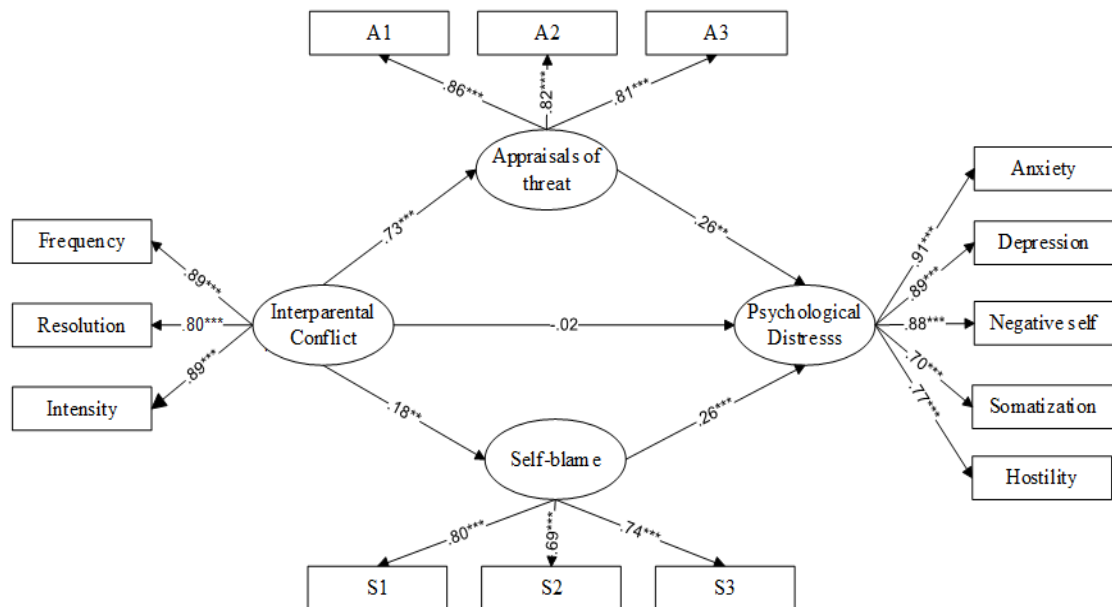 A1
A2
A3
.86***
.82***
.81***
Appraisals of
threat
Anxiety
Frequency
.73***
.26**
.91***
Depression
.89***
.89***
Resolution
.80***
Interparental
Conflict
-.02
Psychological
Distresss
.88***
Negative self
.89***
.70***
Intensity
.18**
.26***
.77***
Somatization
Self-blame
Hostility
.80***
.69***
.74***
S1
S2
S3